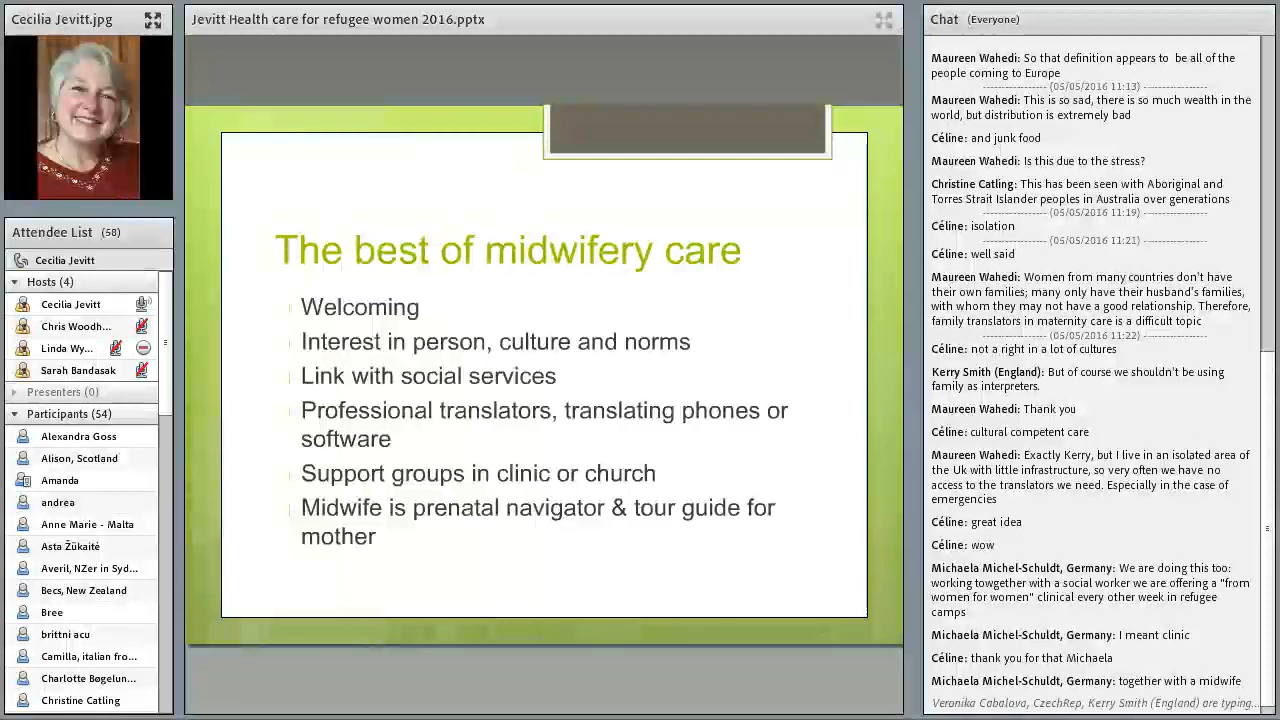 Cecilia Jevitt.jpg
Attendee List (58)
Cecilia Jevitt
Hosts (4)
Cecilia Jevitt
Chris Woodh...
Linda Wy...
Sarah Bandasak
Presenters (0)
Participants (54)
Alexandra Goss
Alison, Scotland
Amanda
andrea
Anne Marie - Malta
Asta Žūkaitė
Averil, NZer in Syd...
Becs, New Zealand
Bree
brittni acu
Camilla, italian fro...
Charlotte Bøgelun...
Christine Catling
Jevitt Health care for refugee women 2016.pptx
The best of midwifery care
Welcoming
Interest in person, culture and norms
Link with social services
Professional translators, translating phones or
software
Support groups in clinic or church
Midwife is prenatal navigator & tour guide for
mother
Chat (Everyone)
Maureen Wahedi: So that definition appears to be all of the
people coming to Europe
------------------ (05/05/2016 11:13) ------------------
Maureen Wahedi: This is so sad, there is so much wealth in the
world, but distribution is extremely bad
Céline: and junk food
Maureen Wahedi: Is this due to the stress?
Christine Catling: This has been seen with Aboriginal and
Torres Strait Islander peoples in Australia over generations
------------------ (05/05/2016 11:19) ------------------
Céline: isolation
------------------ (05/05/2016 11:21) ------------------
Céline: well said
Maureen Wahedi: Women from many countries don't have
their own families; many only have their husband's families,
with whom they may not have a good relationship. Therefore,
family translators in maternity care is a difficult topic
------------------ (05/05/2016 11:22) ------------------
Céline: not a right in a lot of cultures
Kerry Smith (England): But of course we shouldn't be using
family as interpreters.
Maureen Wahedi: Thank you
Céline: cultural competent care
Maureen Wahedi: Exactly Kerry, but I live in an isolated area of
the Uk with little infrastructure, so very often we have no
access to the translators we need. Especially in the case of
emergencies
Céline: great idea
Céline: wow
Michaela Michel-Schuldt, Germany: We are doing this too:
working towgether with a social worker we are offering a "from
women for women" clinical every other week in refugee
camps
Michaela Michel-Schuldt, Germany: I meant clinic
Céline: thank you for that Michaela
Michaela Michel-Schuldt, Germany: together with a midwife
Veronika Cabalova, CzechRep, Kerry Smith (England) are typing...